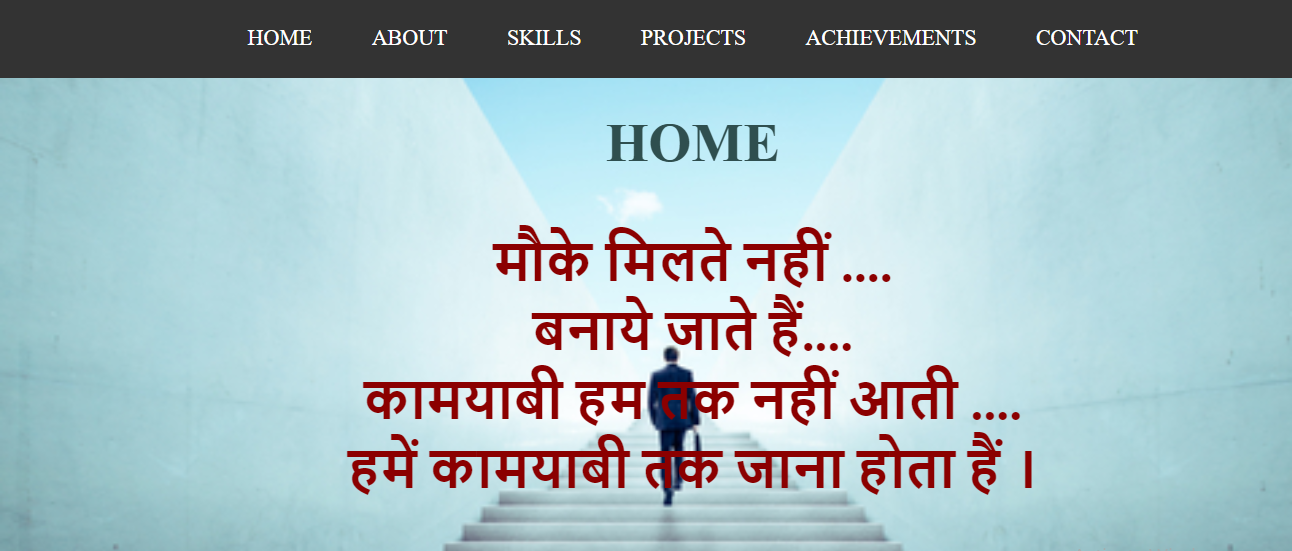 HOME ABOUT SKILLS PROJECTS ACHIEVEMENTS CONTACT
HOME
मौके मिलते नहीं ....
बनाये जाते हैं....
कामयाबी हम तक नहीं आती ....
हमें कामयाबी तक जाना होता हैं ।